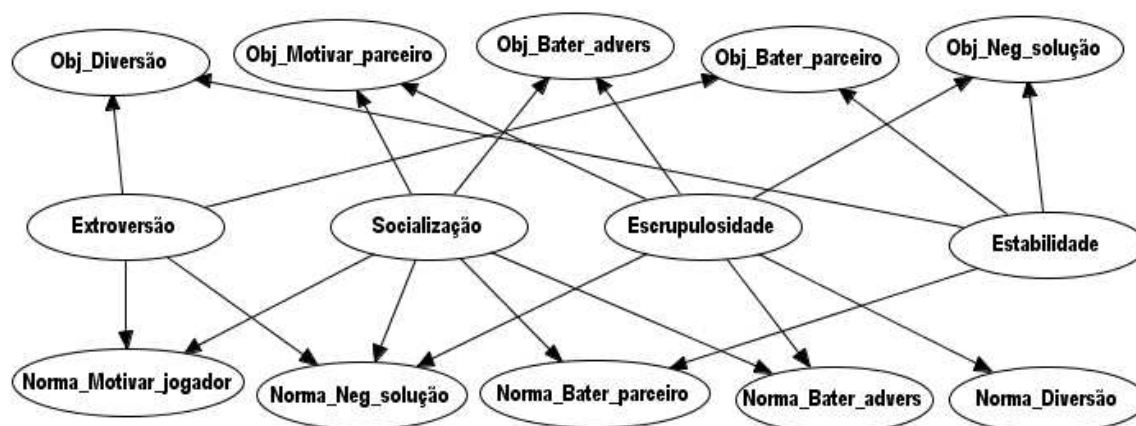 Obj_Diversão
Obj_Motivar_parceiro
Obj_Bater_advers
Obj_Bater_parceiro
Obj_Neg_solução
Extroversão
Socialização
Escrupulosidade
Estabilidade
Norma_Motivar_jogador
Norma_Neg_solução
Norma_Bater_parceiro
Norma_Bater_advers
Norma_Diversão